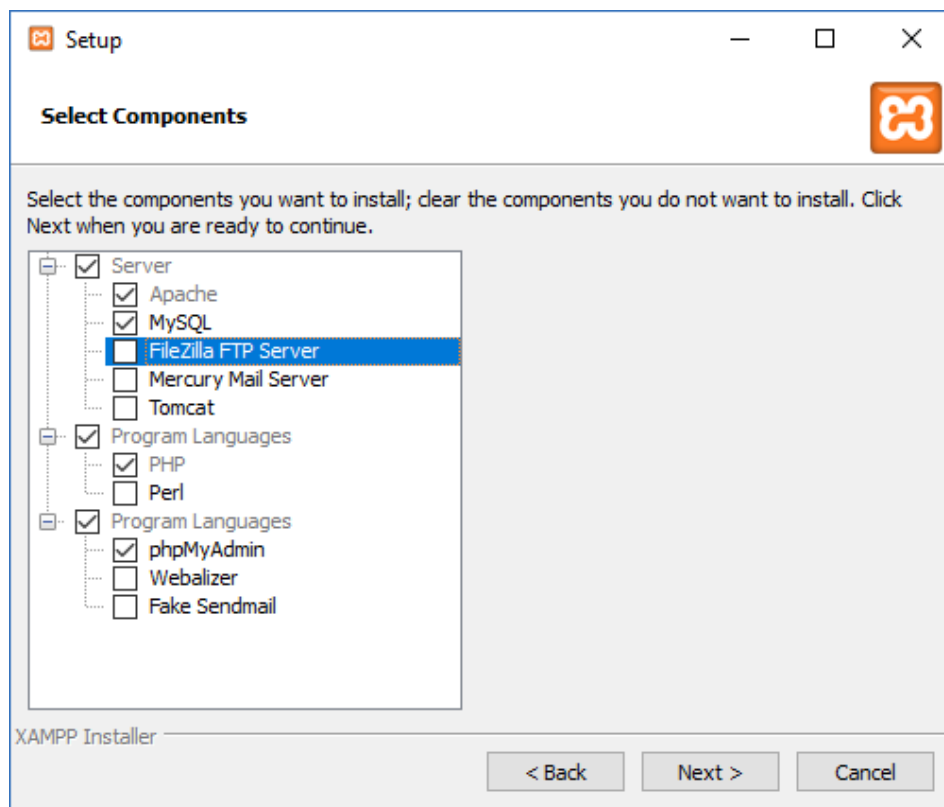 Setup
Select Components
Select the components you want to install; clear the components you do not want to install. Click
Next when you are ready to continue.
Server
Apache
MySQL
FileZilla FTP Server
Mercury Mail Server
Tomcat
Program Languages
PHP
Perl
Program Languages
phpMyAdmin
Webalizer
Fake Sendmail
XAMPP Installer
< Back Next > Cancel